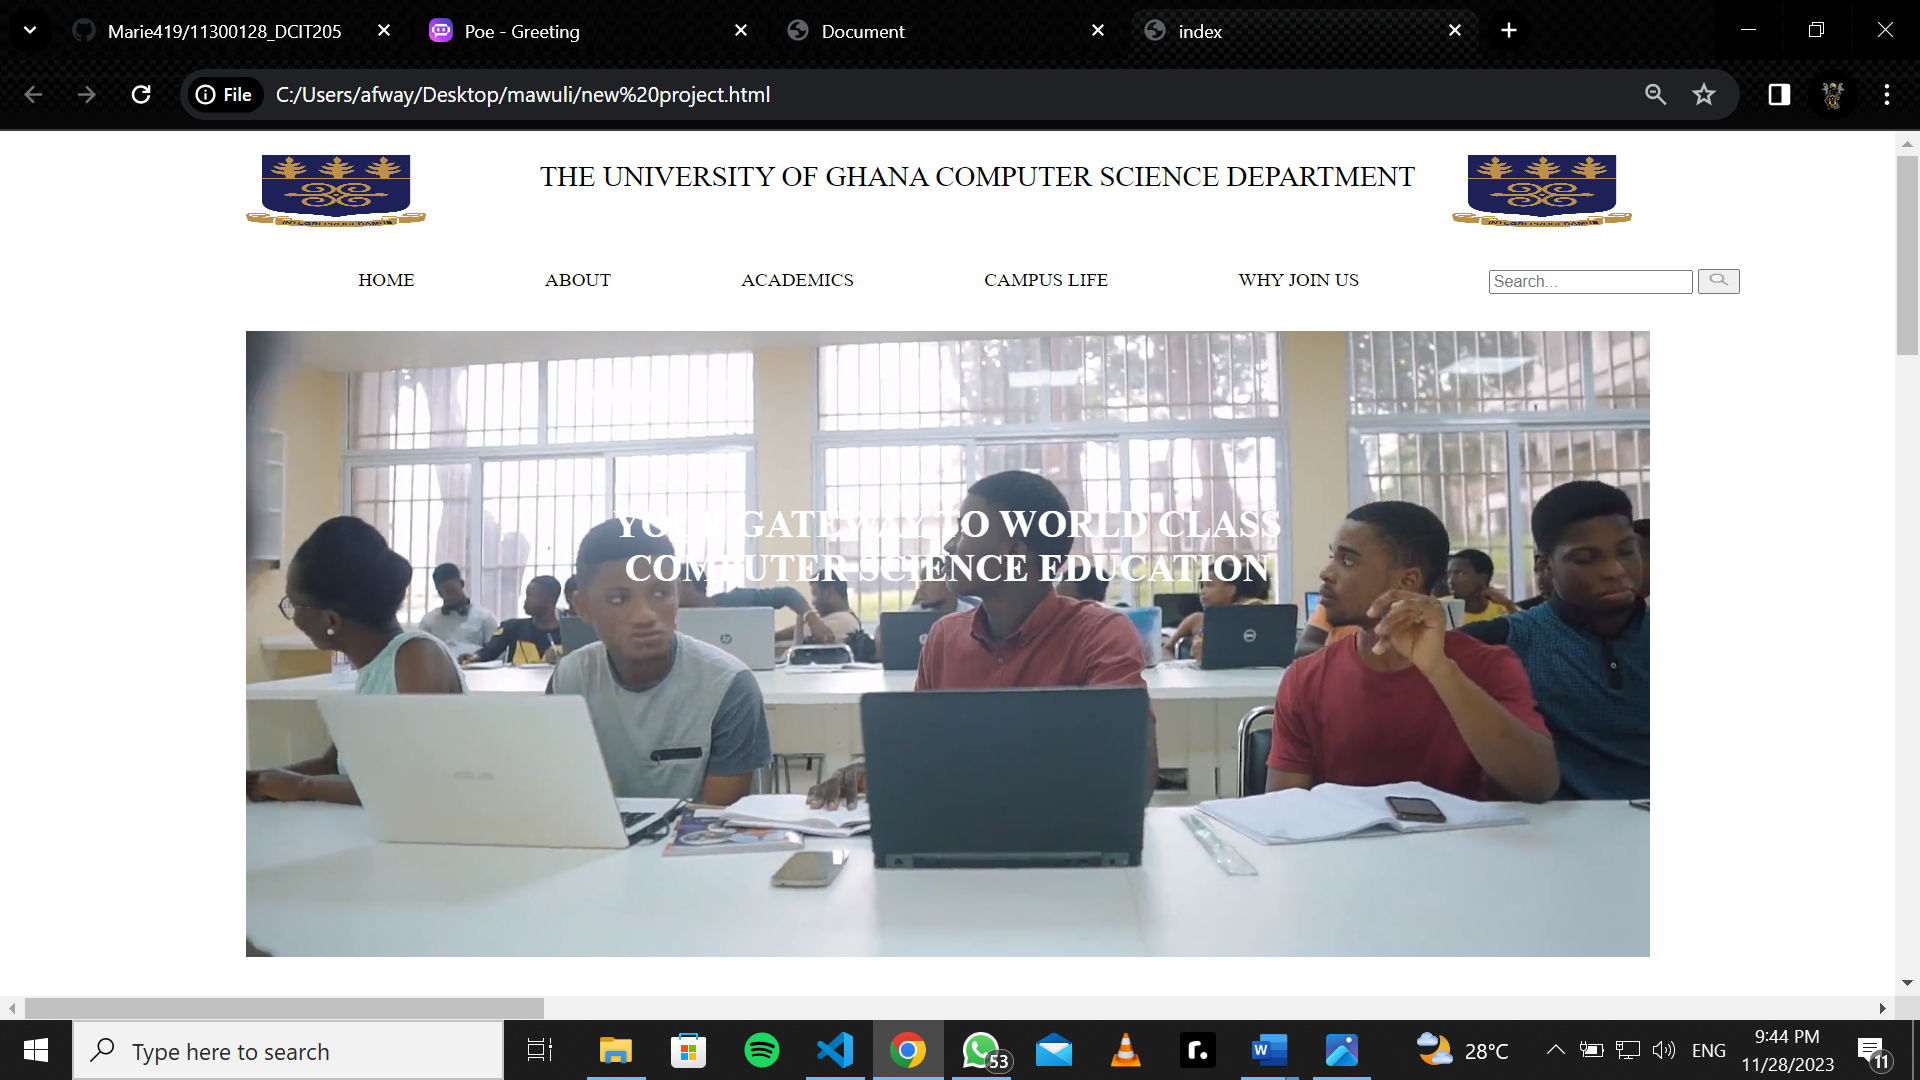 Marie419/11300128_DCIT205
Poe - Greeting
Document
index
File
C:/Users/afway/Desktop/mawuli/new%20project.html
THE UNIVERSITY OF GHANA COMPUTER SCIENCE DEPARTMENT
HOME ABOUT ACADEMICS CAMPUS LIFE WHY JOIN US Search...
YOUR GATEWAY TO WORLD CLASS
COMPUTER SCIENCE EDUCATION
Type here to search
53
28°C
ENG
9:44 PM
11/28/2023
11